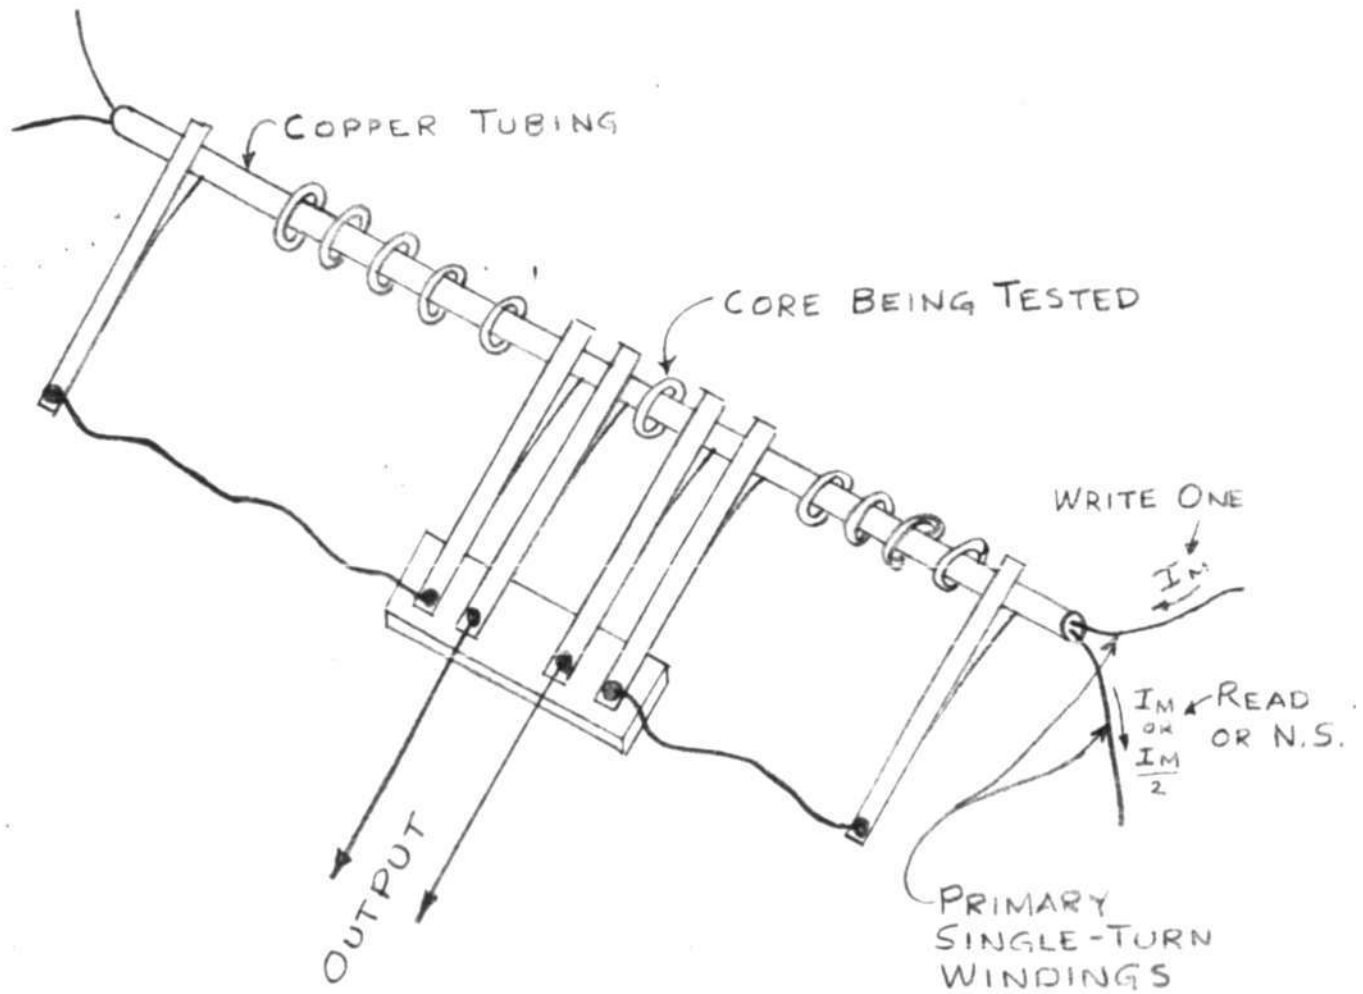 COPPER TUBING
CORE BEING TESTED
WRITE ONE
IM
IM
OR
IM
2
READ
OR N.S.
OUTPUT
PRIMARY
SINGLE-TURN
WINDINGS